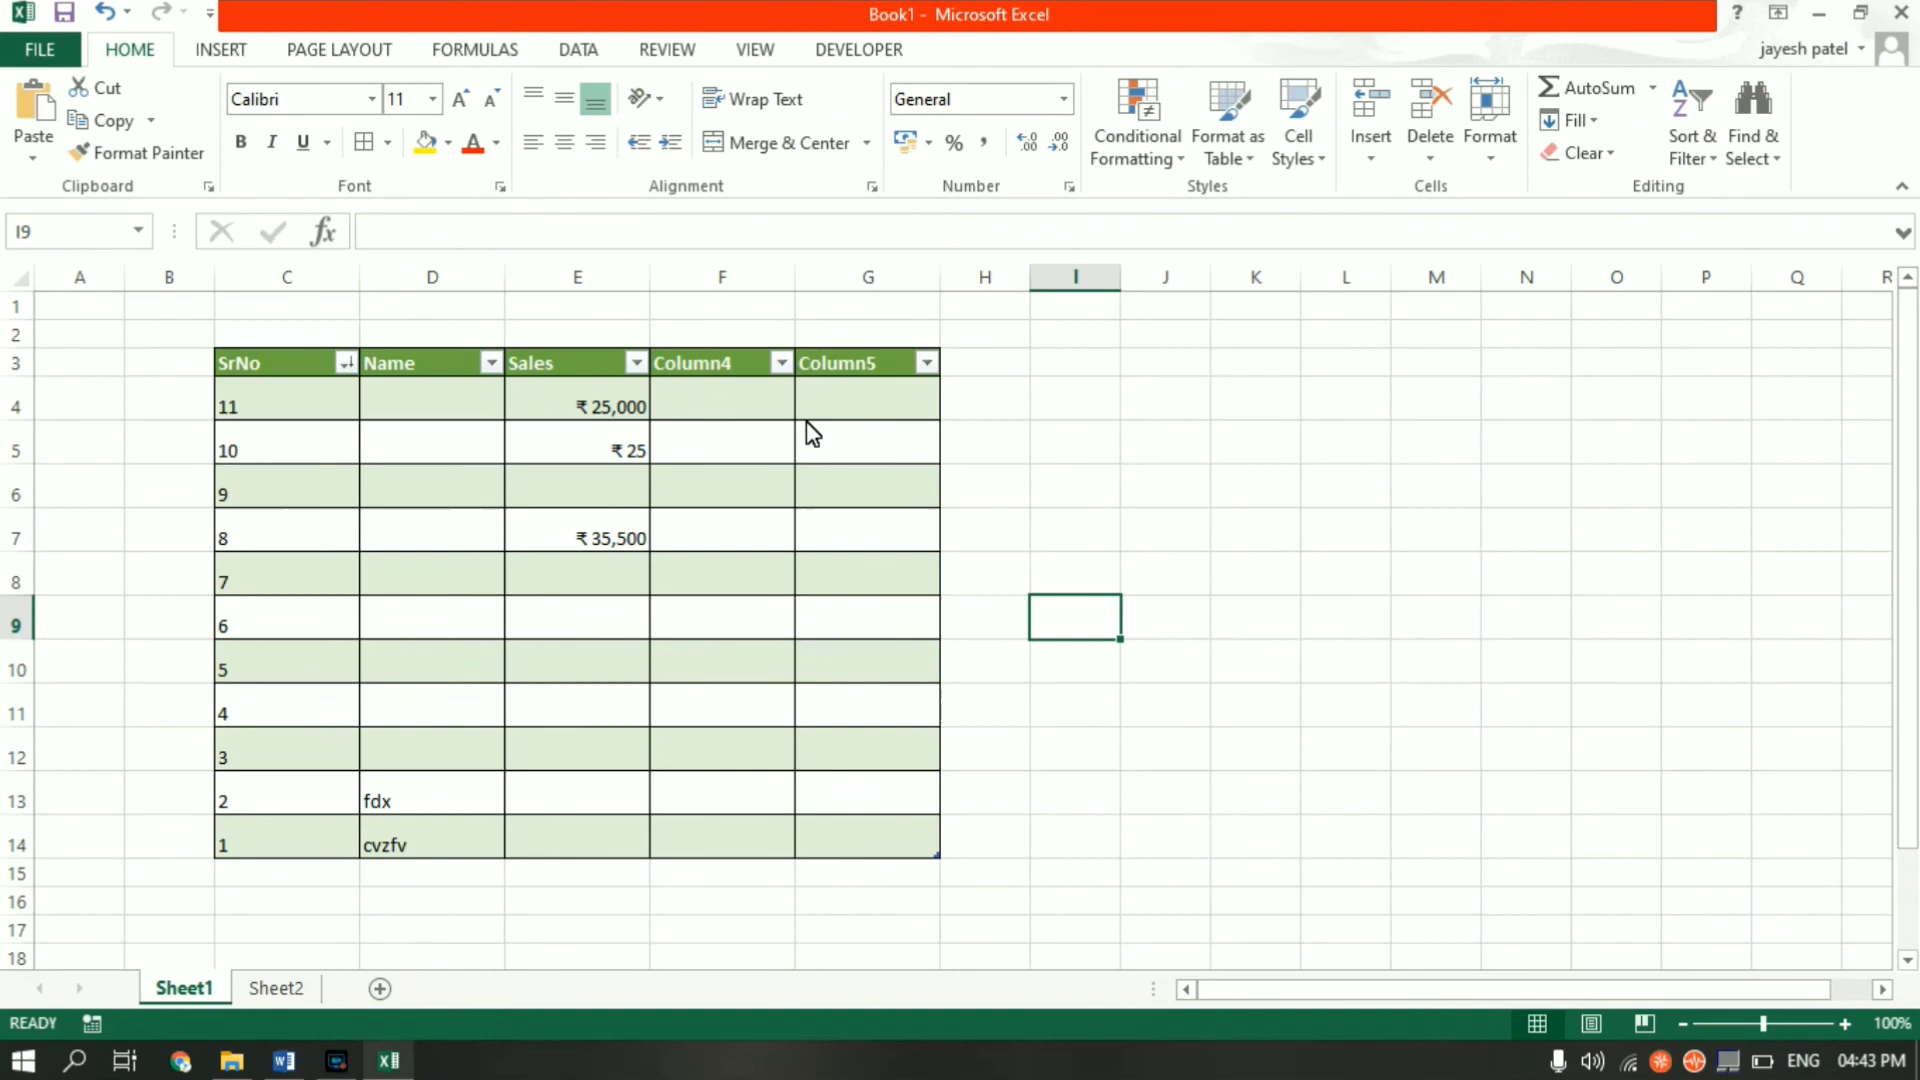 Book1 - Microsoft Excel
?
FILE HOME INSERT PAGE LAYOUT FORMULAS DATA REVIEW VIEW DEVELOPER jayesh patel
Paste
Cut
Copy
Format Painter
Clipboard
Calibri 11
B I U A
Font
Wrap Text
Merge & Center
Alignment
General
% , .00 .00
Number
Conditional Formatting
Format as Table
Cell Styles
Styles
Insert Delete Format
Cells
AutoSum
Fill
Clear
Sort & Filter
Find & Select
Editing
I9 fx
A B C D E F G H I J K L M N O P Q R
1
2
3 SrNo Name Sales Column4 Column5
4 11 ₹ 25,000
5 10 ₹ 25
6 9
7 8 ₹ 35,500
8 7
9 6
10 5
11 4
12 3
13 2 fdx
14 1 cvzfv
15
16
17
18
Sheet1 Sheet2
READY 100%
ENG 04:43 PM